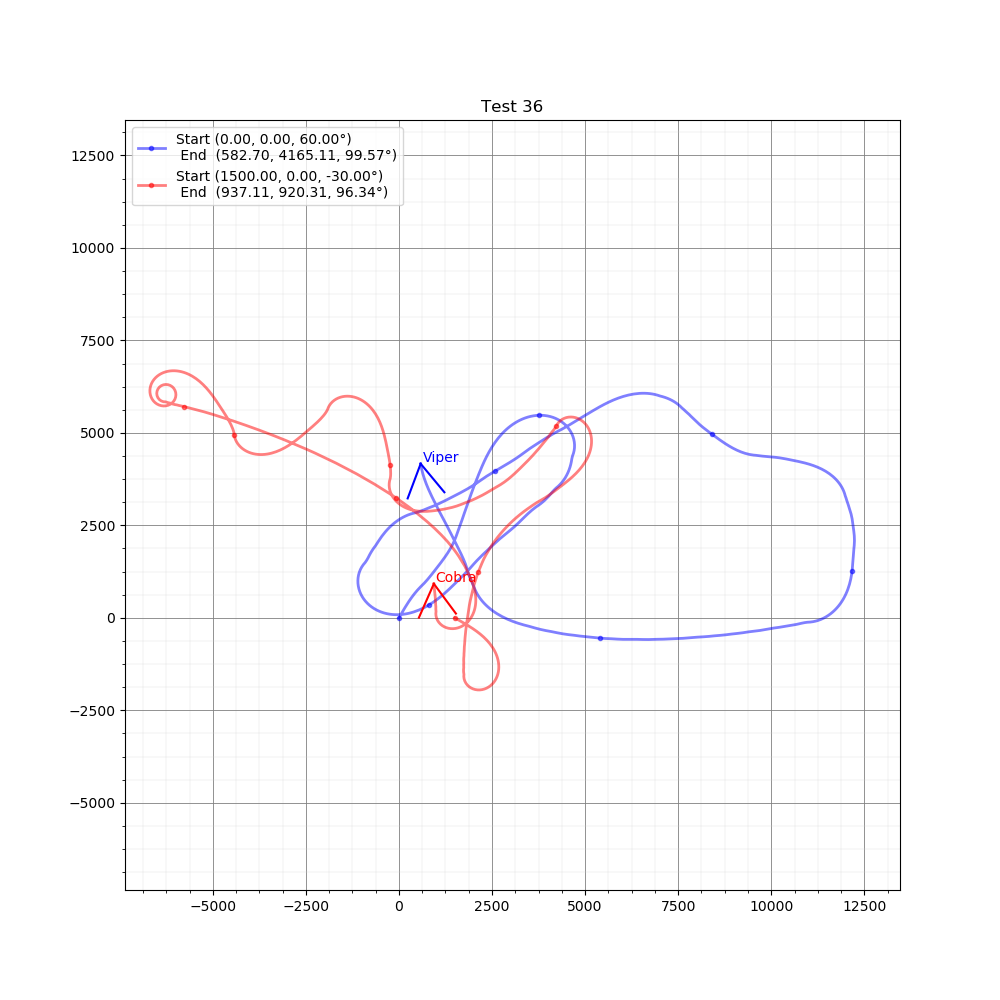 Test 36
Start (0.00, 0.00, 60.00°)
End  (582.70, 4165.11, 99.57°)
Start (1500.00, 0.00, -30.00°)
End  (937.11, 920.31, 96.34°)
12500
10000
7500
5000
2500
0
−2500
−5000
Viper
Cobra
−5000 −2500 0 2500 5000 7500 10000 12500